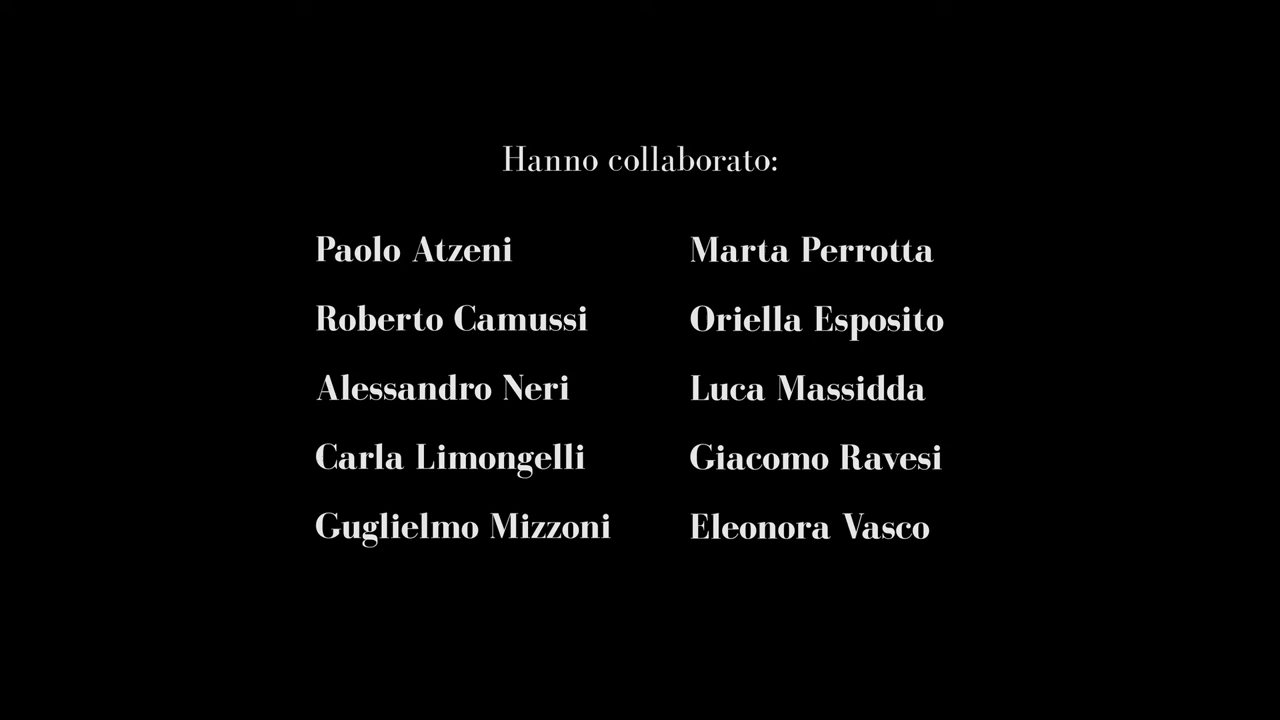 Hanno collaborato:
Paolo Atzeni
Roberto Camussi
Alessandro Neri
Carla Limongelli
Guglielmo Mizzoni
Marta Perrotta
Oriella Esposito
Luca Massidda
Giacomo Ravesi
Eleonora Vasco